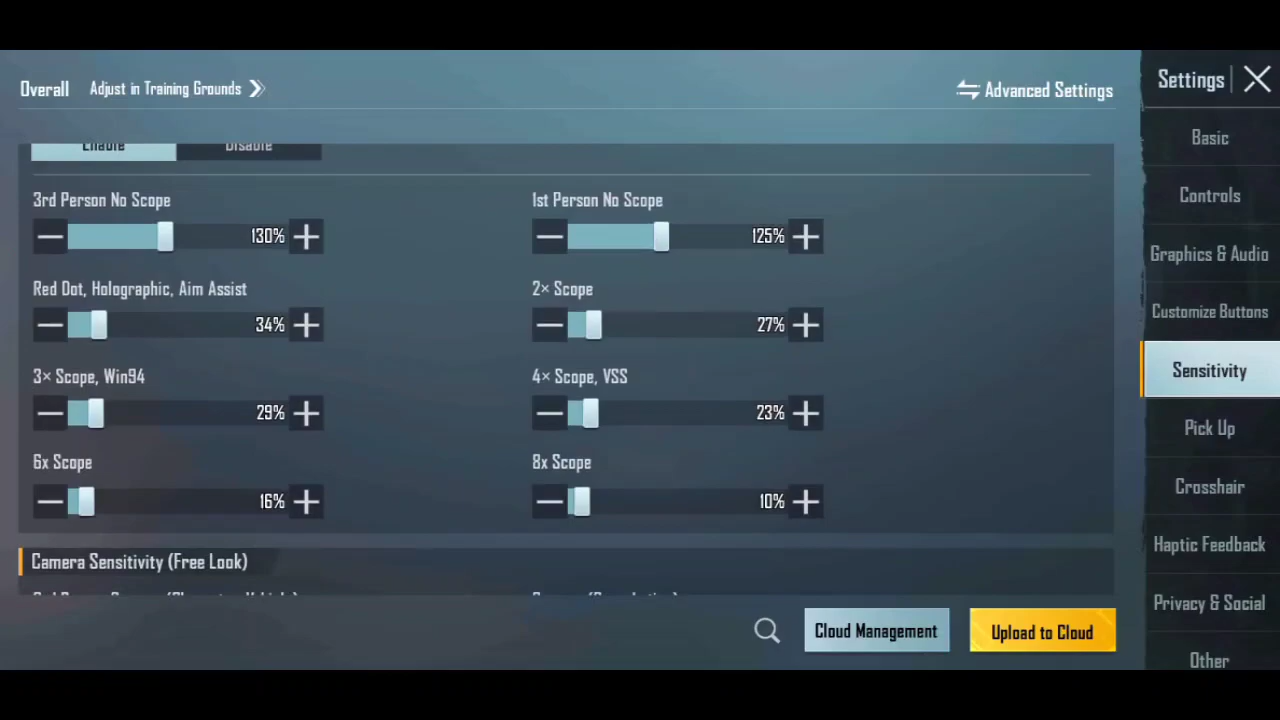 Overall Adjust in Training Grounds
Advanced Settings
Settings
Enable Disable
3rd Person No Scope
130%
1st Person No Scope
125%
Red Dot, Holographic, Aim Assist
34%
2× Scope
27%
3× Scope, Win94
29%
4× Scope, VSS
23%
6x Scope
16%
8x Scope
10%
Camera Sensitivity (Free Look)
Cloud Management
Upload to Cloud
Basic
Controls
Graphics & Audio
Customize Buttons
Sensitivity
Pick Up
Crosshair
Haptic Feedback
Privacy & Social
Other